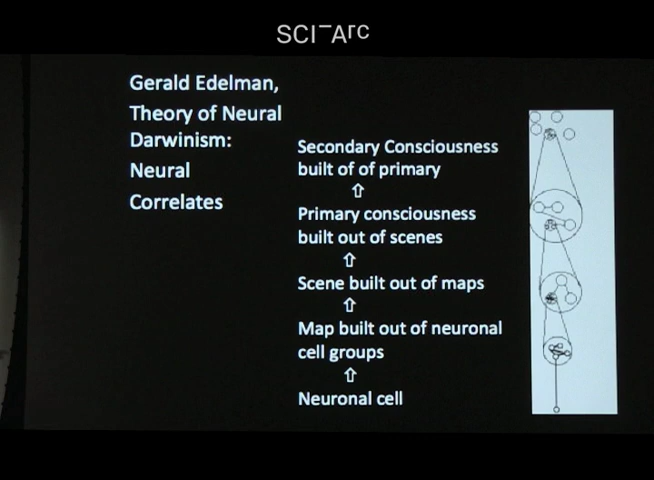 SCI-Arc
Gerald Edelman,
Theory of Neural
Darwinism:
Neural
Correlates
Secondary Consciousness
built of of primary
⇧
Primary consciousness
built out of scenes
⇧
Scene built out of maps
⇧
Map built out of neuronal
cell groups
⇧
Neuronal cell